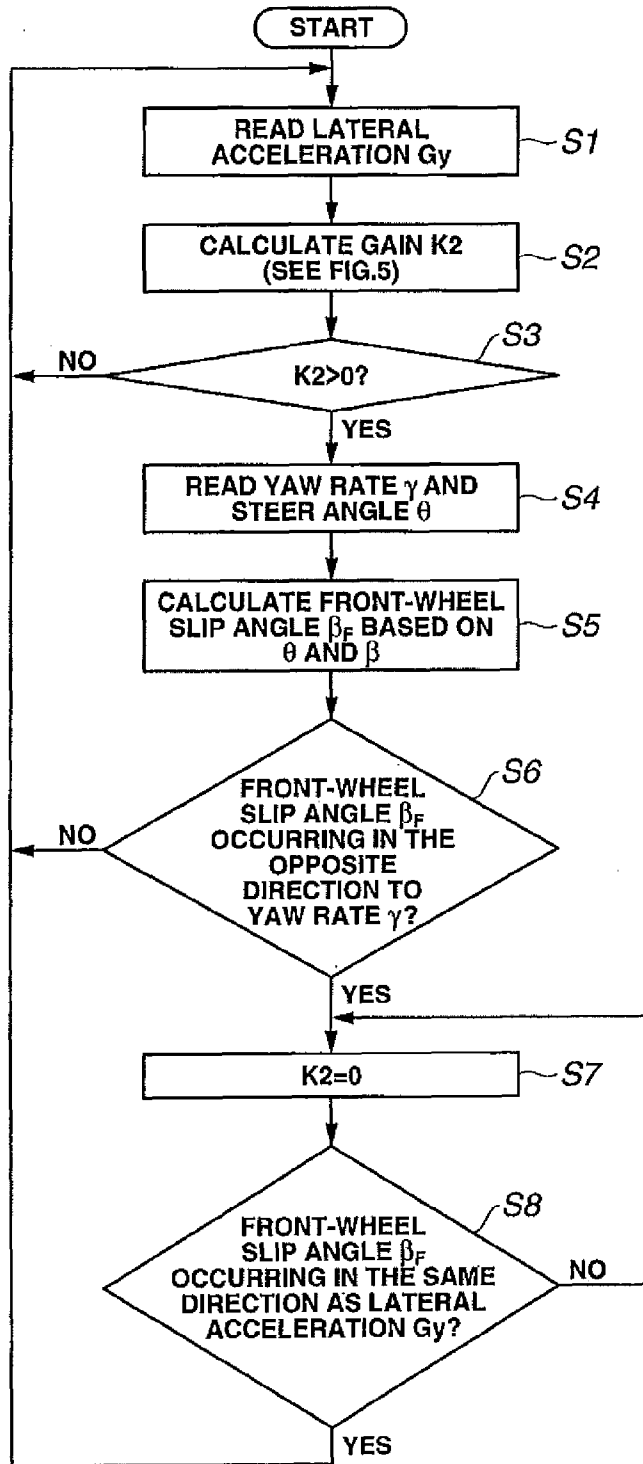 START
READ LATERAL
ACCELERATION Gy
S1
CALCULATE GAIN K2
(SEE FIG.5)
S2
S3
NO
K2>0?
YES
READ YAW RATE γ AND
STEER ANGLE θ
S4
CALCULATE FRONT-WHEEL
SLIP ANGLE βF BASED ON
θ AND β
S5
S6
NO
FRONT-WHEEL
SLIP ANGLE βF
OCCURRING IN THE
OPPOSITE
DIRECTION TO
YAW RATE γ?
YES
K2=0
S7
S8
FRONT-WHEEL
SLIP ANGLE βF
OCCURRING IN THE SAME
DIRECTION AS LATERAL
ACCELERATION Gy?
NO
YES